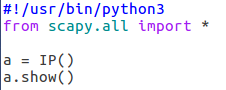 #!/usr/bin/python3
from scapy.all import *

a = IP()
a.show()